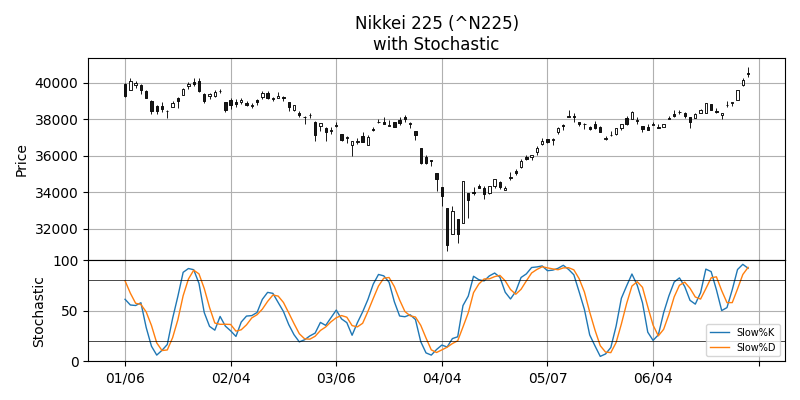 Nikkei 225 (^N225)
with Stochastic
Price
40000
38000
36000
34000
32000
Stochastic
100
50
0
Slow%K
Slow%D
01/06
02/04
03/06
04/04
05/07
06/04